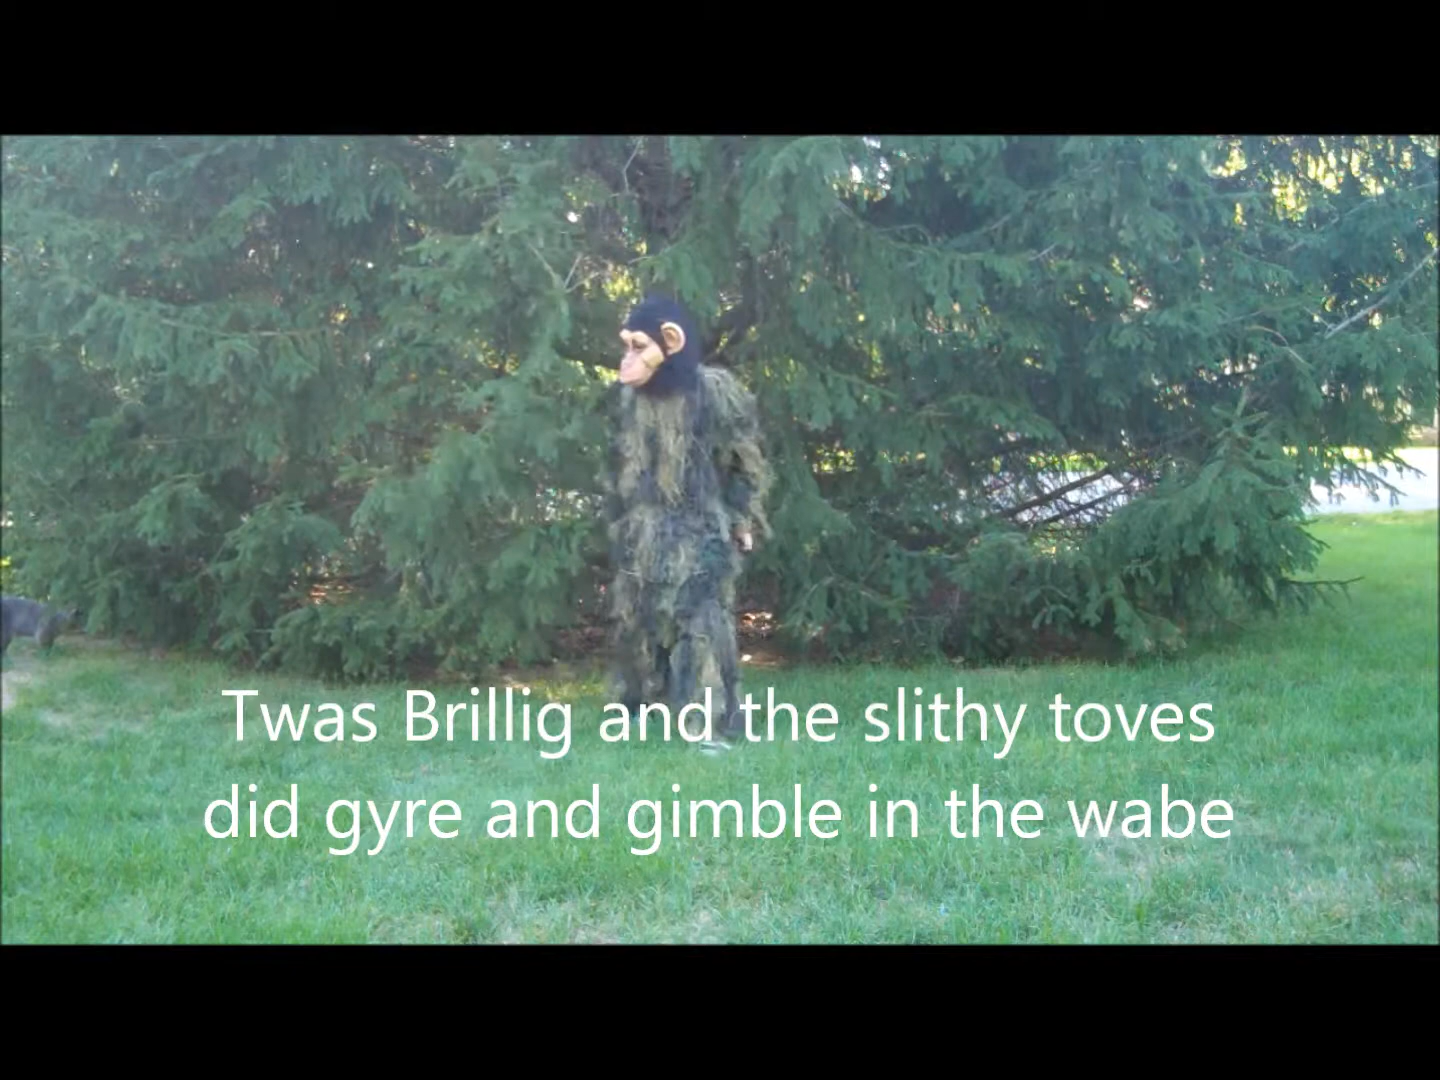 Twas Brillig and the slithy toves
did gyre and gimble in the wabe